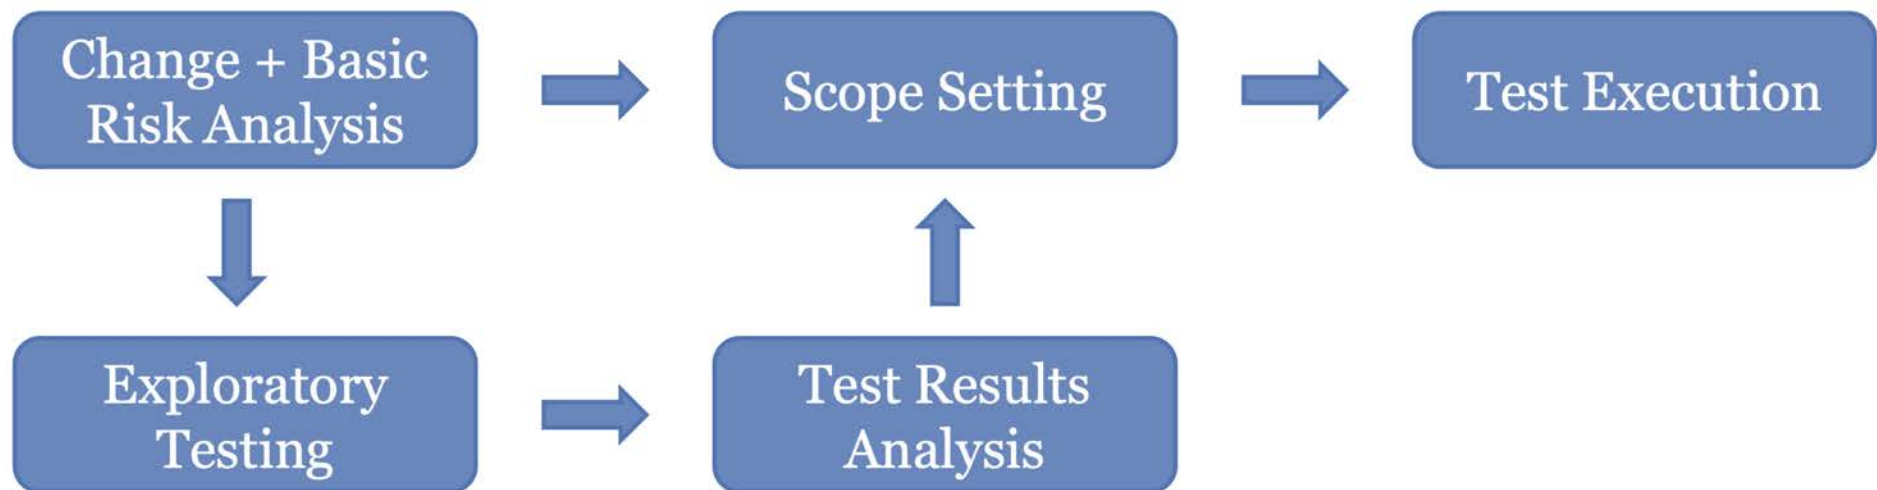 Change + Basic
Risk Analysis
Scope Setting
Test Execution
Exploratory
Testing
Test Results
Analysis